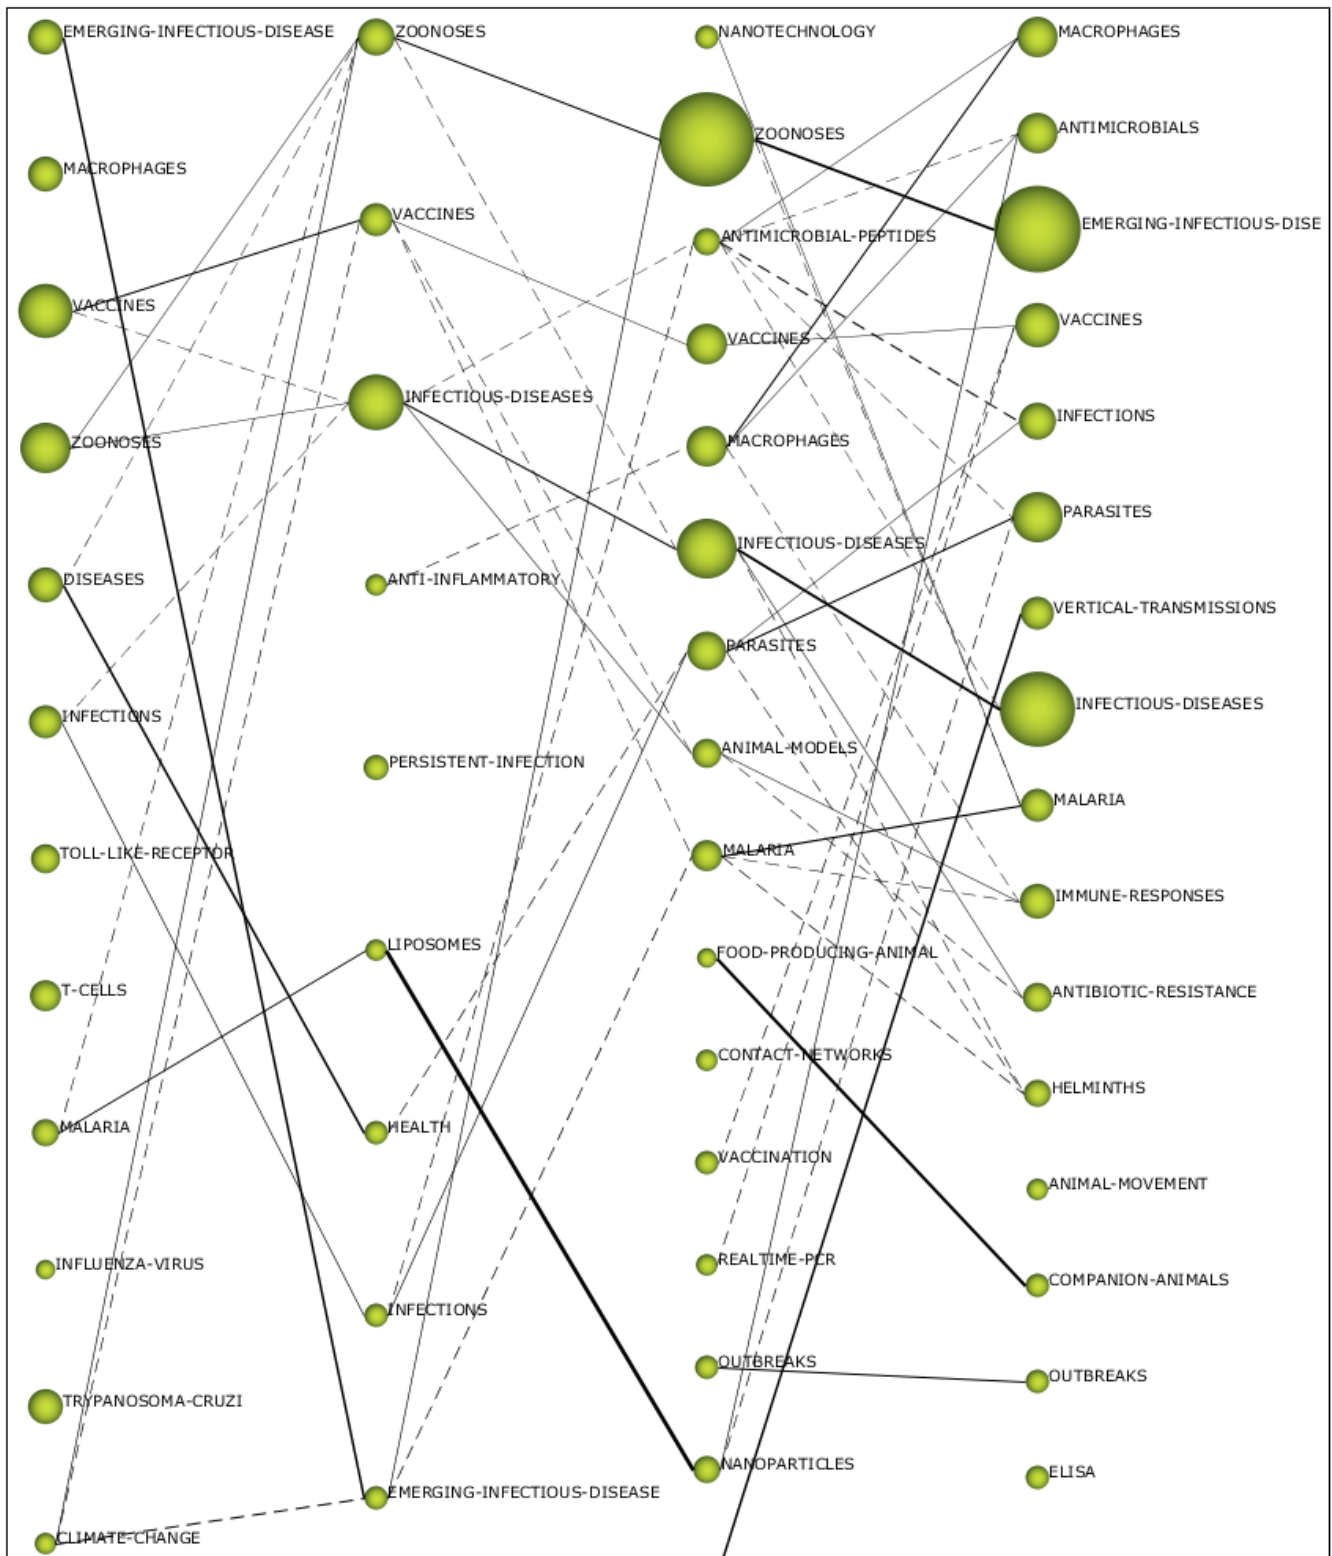 EMERGING-INFECTIOUS-DISEASE
MACROPHAGES
VACCINES
ZOONOSES
DISEASES
INFECTIONS
TOLL-LIKE-RECEPTOR
T-CELLS
MALARIA
INFLUENZA-VIRUS
TRYPANOSOMA-CRUZI
CLIMATE-CHANGE
ZOONOSES
VACCINES
INFECTIOUS-DISEASES
ANTI-INFLAMMATORY
PERSISTENT-INFECTION
LIPOSOMES
HEALTH
INFECTIONS
EMERGING-INFECTIOUS-DISEASE
NANOTECHNOLOGY
ZOONOSES
ANTIMICROBIAL-PEPTIDES
VACCINES
MACROPHAGES
INFECTIOUS-DISEASES
PARASITES
ANIMAL-MODELS
MALARIA
FOOD-PRODUCING-ANIMAL
CONTACT-NETWORKS
VACCINATION
REALTIME-PCR
OUTBREAKS
NANOPARTICLES
MACROPHAGES
ANTIMICROBIALS
EMERGING-INFECTIOUS-DISE
VACCINES
INFECTIONS
PARASITES
VERTICAL-TRANSMISSIONS
INFECTIOUS-DISEASES
MALARIA
IMMUNE-RESPONSES
ANTIBIOTIC-RESISTANCE
HELMINTHS
ANIMAL-MOVEMENT
COMPANION-ANIMALS
OUTBREAKS
ELISA